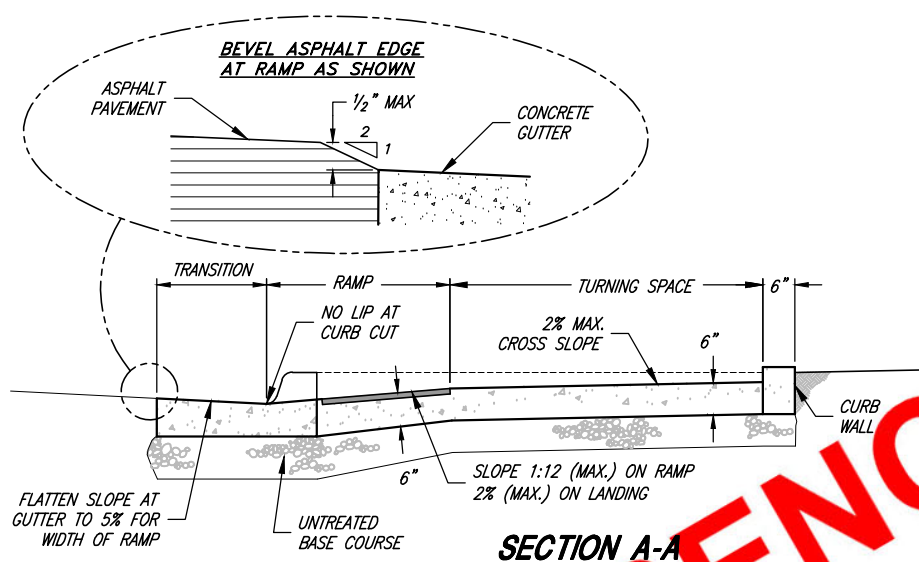 BEVEL ASPHALT EDGE
AT RAMP AS SHOWN
ASPHALT
PAVEMENT
1/2" MAX
2
1
CONCRETE
GUTTER
TRANSITION
RAMP
TURNING SPACE
6"
NO LIP AT
CURB CUT
2% MAX.
CROSS SLOPE
6"
CURB
WALL
6"
SLOPE 1:12 (MAX.) ON RAMP
2% (MAX.) ON LANDING
FLATTEN SLOPE AT
GUTTER TO 5% FOR
WIDTH OF RAMP
UNTREATED
BASE COURSE
SECTION A-A
ENC